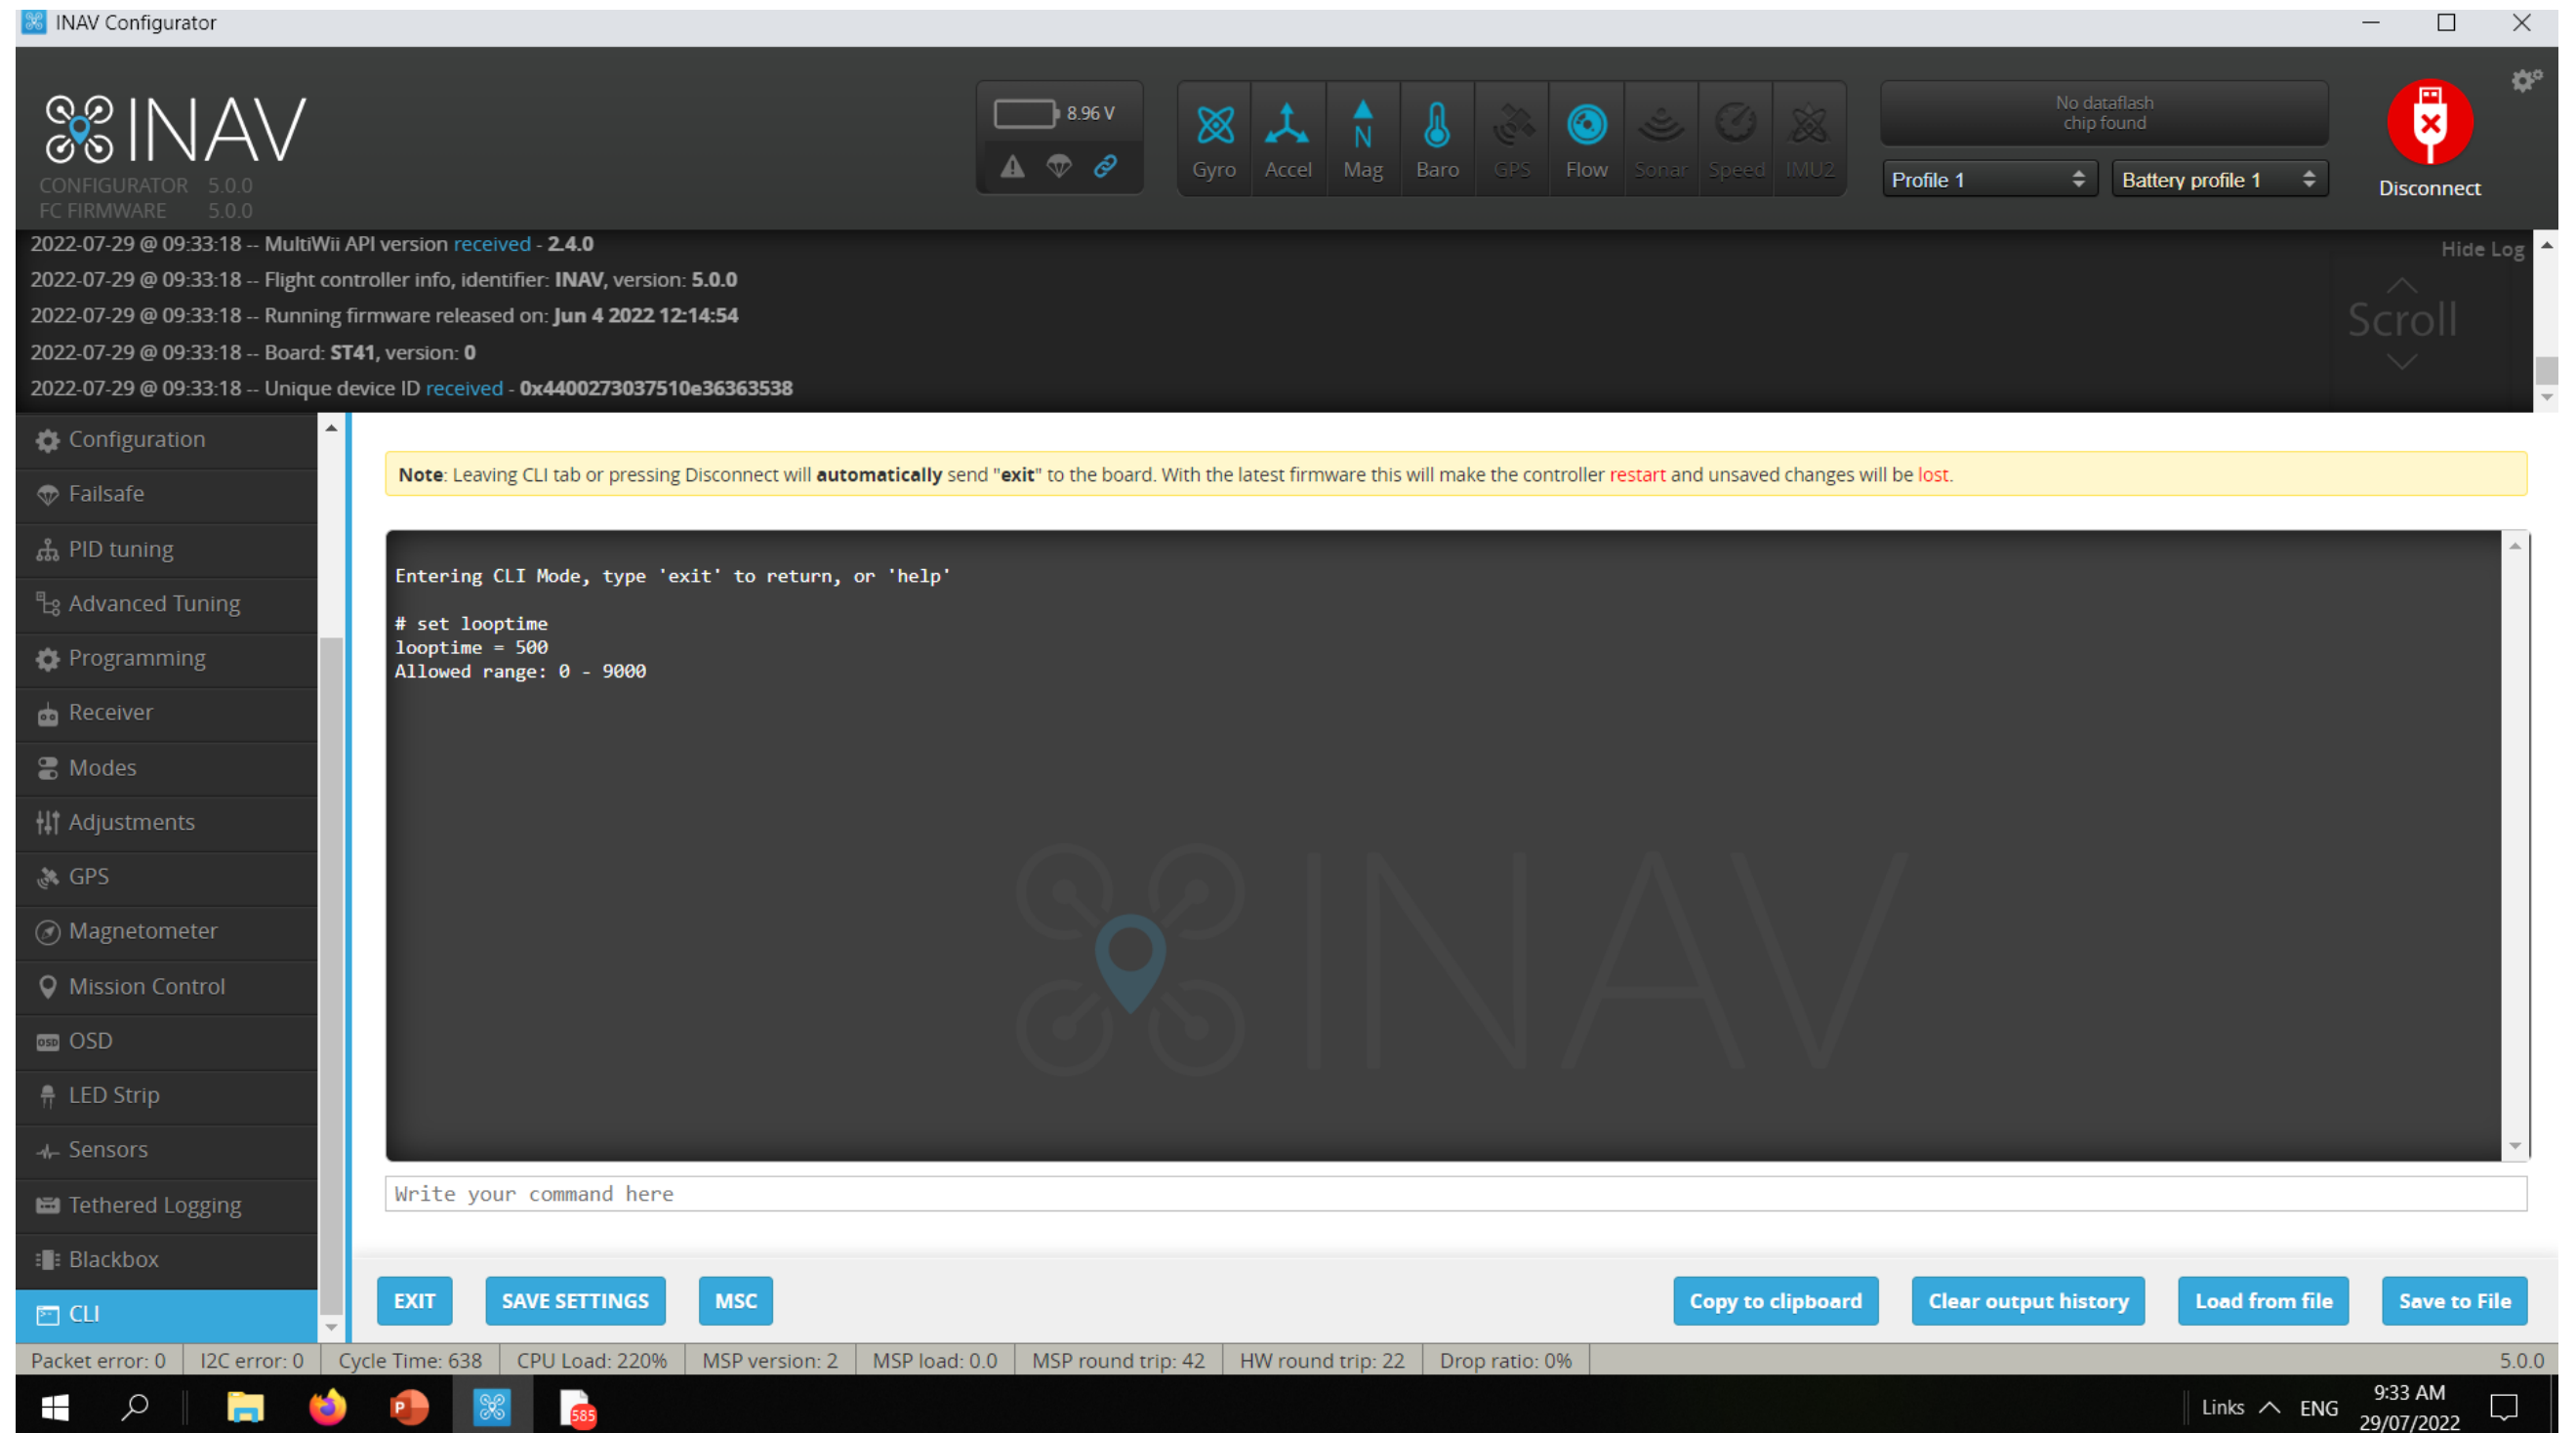 INAV Configurator
INAV
CONFIGURATOR 5.0.0
FC FIRMWARE 5.0.0
8.96 V
Gyro Accel Mag Baro GPS Flow Sonar Speed IMU2
N
No dataflash
chip found
Profile 1 Battery profile 1
Disconnect
2022-07-29 @ 09:33:18 -- MultiWii API version received - 2.4.0
2022-07-29 @ 09:33:18 -- Flight controller info, identifier: INAV, version: 5.0.0
2022-07-29 @ 09:33:18 -- Running firmware released on: Jun 4 2022 12:14:54
2022-07-29 @ 09:33:18 -- Board: ST41, version: 0
2022-07-29 @ 09:33:18 -- Unique device ID received - 0x4400273037510e36363538
Hide Log
Scroll
Configuration
Failsafe
PID tuning
Advanced Tuning
Programming
Receiver
Modes
Adjustments
GPS
Magnetometer
Mission Control
OSD OSD
LED Strip
Sensors
Tethered Logging
Blackbox
CLI
Note: Leaving CLI tab or pressing Disconnect will automatically send "exit" to the board. With the latest firmware this will make the controller restart and unsaved changes will be lost.
Entering CLI Mode, type 'exit' to return, or 'help'
# set looptime
looptime = 500
Allowed range: 0 - 9000
INAV
Write your command here
EXIT SAVE SETTINGS MSC Copy to clipboard Clear output history Load from file Save to File
Packet error: 0 I2C error: 0 Cycle Time: 638 CPU Load: 220% MSP version: 2 MSP load: 0.0 MSP round trip: 42 HW round trip: 22 Drop ratio: 0% 5.0.0
P
585
Links ENG
9:33 AM
29/07/2022